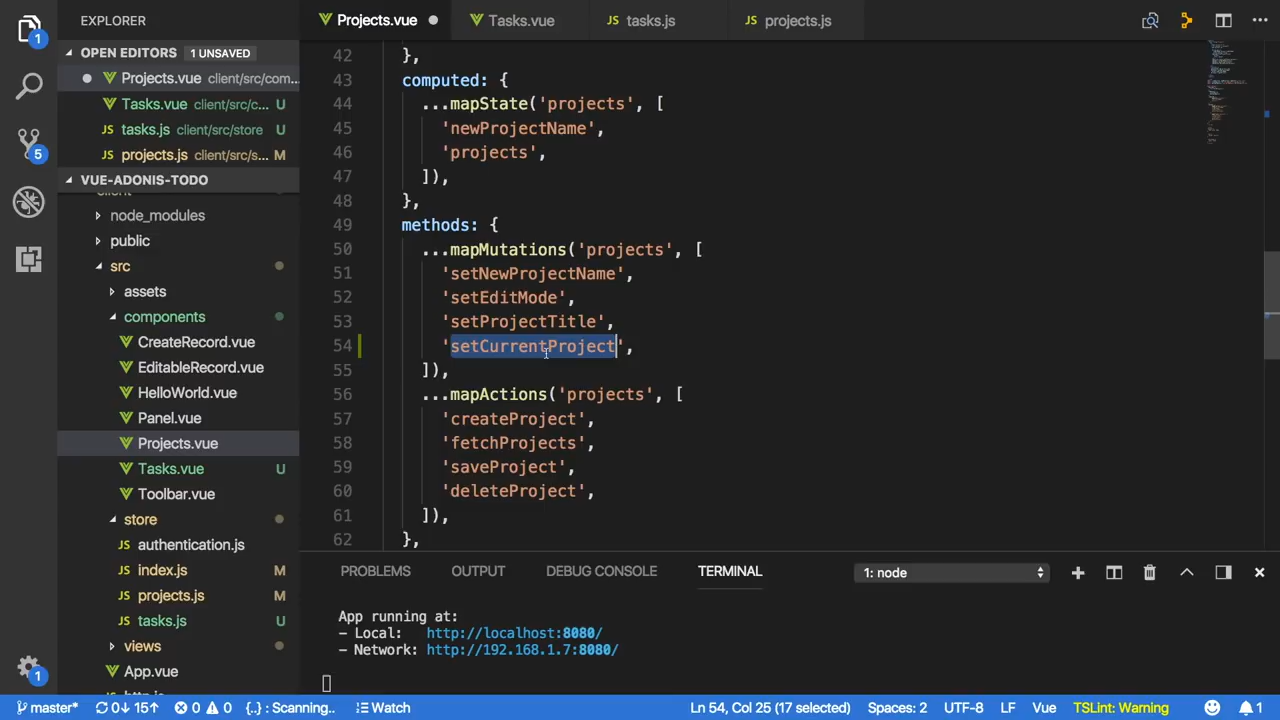 EXPLORER
OPEN EDITORS 1 UNSAVED
Projects.vue client/src/com...
Tasks.vue client/src/c... U
tasks.js client/src/store U
projects.js client/src/s... M
VUE-ADONIS-TODO
node_modules
public
src
assets
components
CreateRecord.vue
EditableRecord.vue
HelloWorld.vue
Panel.vue
Projects.vue
Tasks.vue U
Toolbar.vue
store
authentication.js
index.js M
projects.js M
tasks.js U
views
App.vue
1
5
1
Projects.vue Tasks.vue JS tasks.js JS projects.js
42 },
43 computed: {
44 ...mapState('projects', [
45 'newProjectName',
46 'projects',
47 ]),
48 },
49 methods: {
50 ...mapMutations('projects', [
51 'setNewProjectName',
52 'setEditMode',
53 'setProjectTitle',
54 'setCurrentProject',
55 ]),
56 ...mapActions('projects', [
57 'createProject',
58 'fetchProjects',
59 'saveProject',
60 'deleteProject',
61 ]),
62 },
PROBLEMS OUTPUT DEBUG CONSOLE TERMINAL 1: node
App running at:
- Local: http://localhost:8080/
- Network: http://192.168.1.7:8080/
master* 0↓ 15↑ 0 0 {..} : Scanning.. Watch Ln 54, Col 25 (17 selected) Spaces: 2 UTF-8 LF Vue TSLint: Warning 1